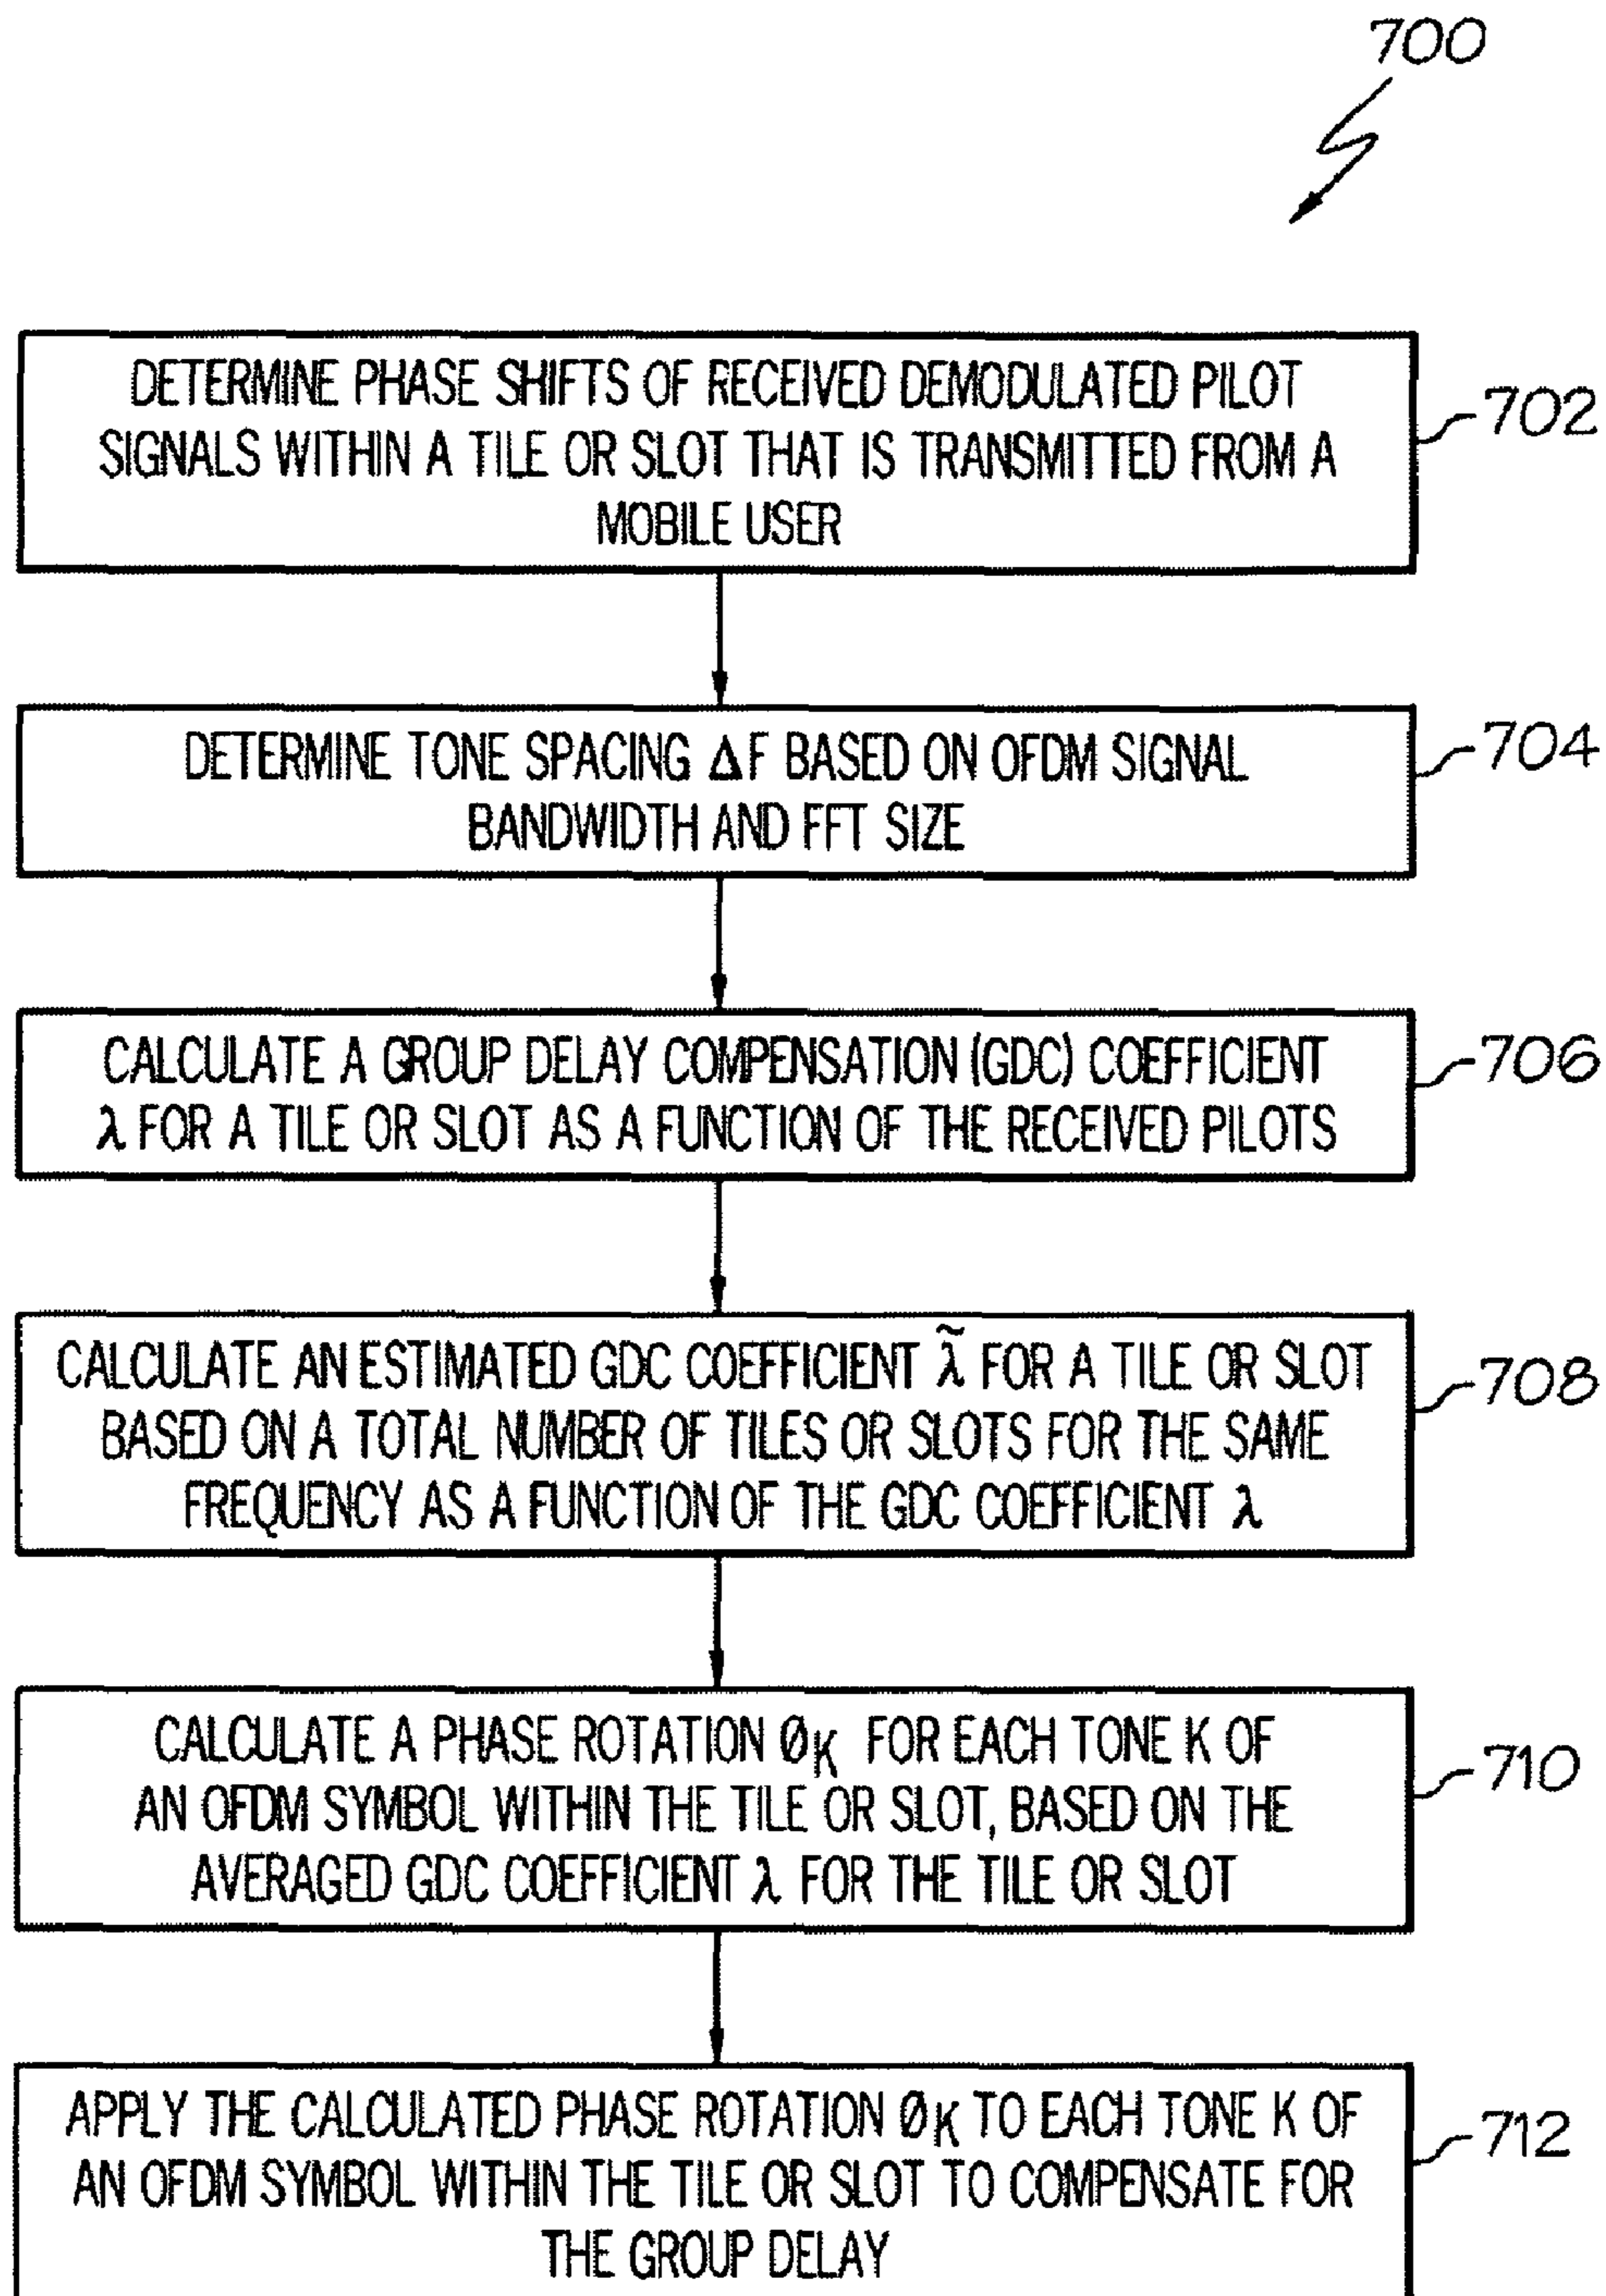 700
DETERMINE PHASE SHIFTS OF RECEIVED DEMODULATED PILOT
SIGNALS WITHIN A TILE OR SLOT THAT IS TRANSMITTED FROM A
MOBILE USER
702
DETERMINE TONE SPACING ΔF BASED ON OFDM SIGNAL
BANDWIDTH AND FFT SIZE
704
CALCULATE A GROUP DELAY COMPENSATION (GDC) COEFFICIENT
λ FOR A TILE OR SLOT AS A FUNCTION OF THE RECEIVED PILOTS
706
CALCULATE AN ESTIMATED GDC COEFFICIENT λ̃ FOR A TILE OR SLOT
BASED ON A TOTAL NUMBER OF TILES OR SLOTS FOR THE SAME
FREQUENCY AS A FUNCTION OF THE GDC COEFFICIENT λ
708
CALCULATE A PHASE ROTATION ØK FOR EACH TONE K OF
AN OFDM SYMBOL WITHIN THE TILE OR SLOT, BASED ON THE
AVERAGED GDC COEFFICIENT λ FOR THE TILE OR SLOT
710
APPLY THE CALCULATED PHASE ROTATION ØK TO EACH TONE K OF
AN OFDM SYMBOL WITHIN THE TILE OR SLOT TO COMPENSATE FOR
THE GROUP DELAY
712